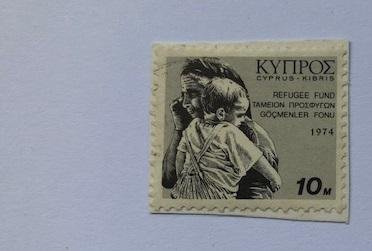 ΚΥΠΡΟΣ
CYPRUS - KIBRIS
REFUGEE FUND
ΤΑΜΕΙΟΝ ΠΡΟΣΦΥΓΩΝ
GÖÇMENLER FONU
1974
10M